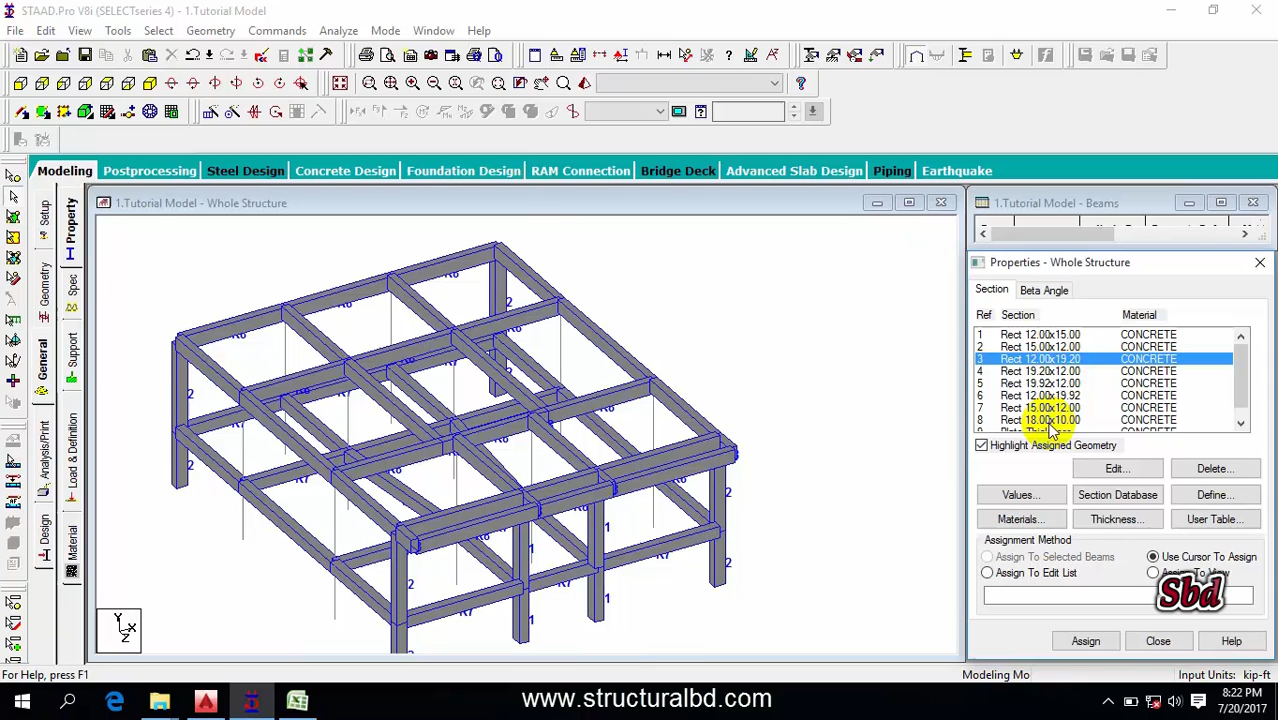 STAAD.Pro V8i (SELECTseries 4) - 1.Tutorial Model
File Edit View Tools Select Geometry Commands Analyze Mode Window Help
Modeling Postprocessing Steel Design Concrete Design Foundation Design RAM Connection Bridge Deck Advanced Slab Design Piping Earthquake
1.Tutorial Model - Whole Structure
1.Tutorial Model - Beams
Setup
Geometry
General
Analysis/Print
Design
Property
Spec
Support
Load & Definition
Material
Properties - Whole Structure
Section Beta Angle
Ref Section Material
1 Rect 12.00x15.00 CONCRETE
2 Rect 15.00x12.00 CONCRETE
3 Rect 12.00x19.20 CONCRETE
4 Rect 19.20x12.00 CONCRETE
5 Rect 19.92x12.00 CONCRETE
6 Rect 12.00x19.92 CONCRETE
7 Rect 15.00x12.00 CONCRETE
8 Rect 18.00x10.00 CONCRETE
Highlight Assigned Geometry
Edit... Delete...
Values... Section Database Define...
Materials... Thickness... User Table...
Assignment Method
Assign To Selected Beams Use Cursor To Assign
Assign To Edit List
Sbd
Assign Close Help
Y
X
Z
For Help, press F1
Modeling Mo
Input Units: kip-ft
www.structuralbd.com
8:22 PM
7/20/2017